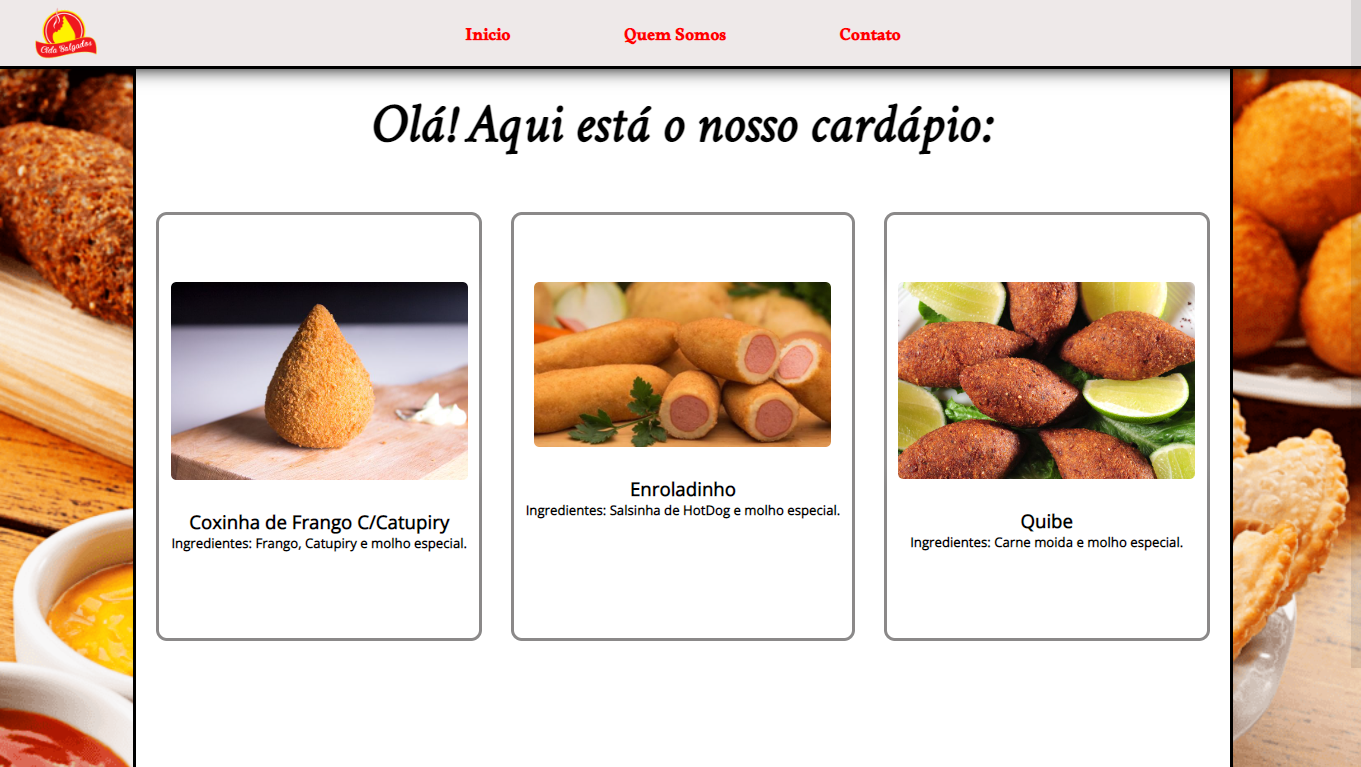 Cida Salgados
Inicio
Quem Somos
Contato
Olá! Aqui está o nosso cardápio:
Coxinha de Frango C/Catupiry
Ingredientes: Frango, Catupiry e molho especial.
Enroladinho
Ingredientes: Salsinha de HotDog e molho especial.
Quibe
Ingredientes: Carne moida e molho especial.